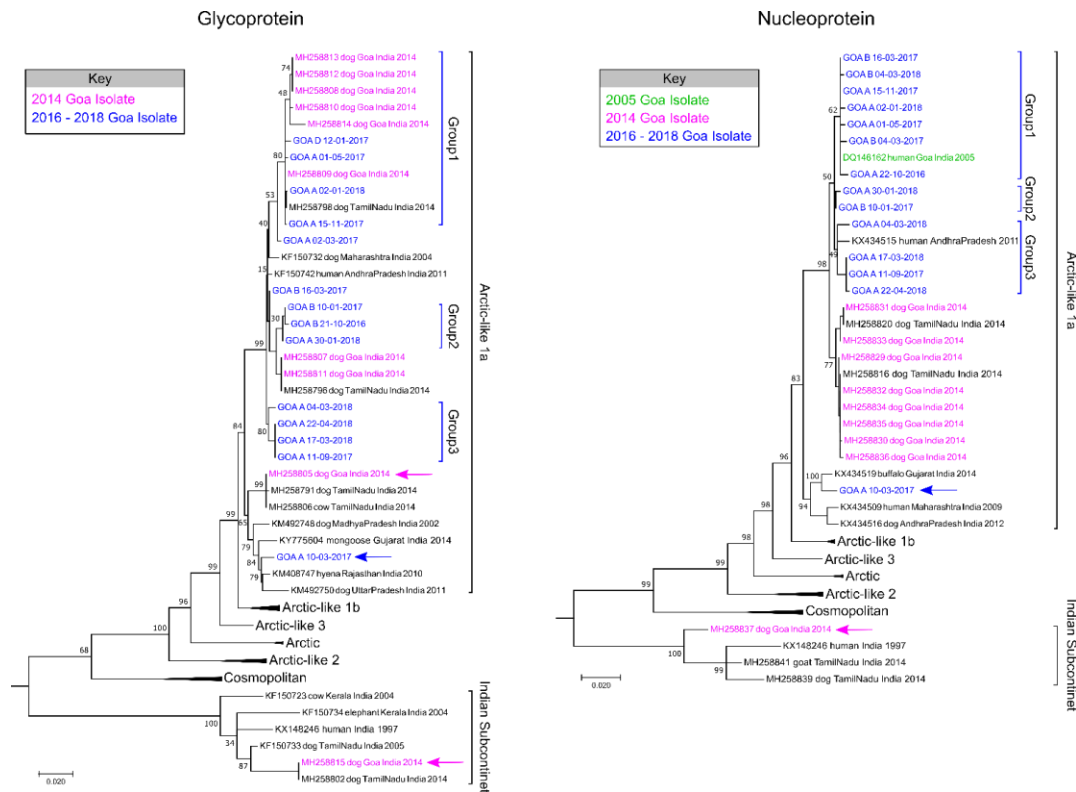 Glycoprotein
Key
2014 Goa Isolate
2016 - 2018 Goa Isolate
MH258813 dog Goa India 2014
74
MH258812 dog Goa India 2014
MH258808 dog Goa India 2014
48
MH258810 dog Goa India 2014
MH258814 dog Goa India 2014
GOA D 12-01-2017
80
GOA A 01-05-2017
MH258809 dog Goa India 2014
53
GOA A 02-01-2018
MH258798 dog TamilNadu India 2014
40
GOA A 15-11-2017
GOA A 02-03-2017
KF150732 dog Maharashtra India 2004
15
KF150742 human AndhraPradesh India 2011
GOA B 16-03-2017
GOA B 10-01-2017
30
GOA B 21-10-2016
GOA A 30-01-2018
99
MH258807 dog Goa India 2014
MH258811 dog Goa India 2014
MH258796 dog TamilNadu India 2014
GOA A 04-03-2018
84
GOA A 22-04-2018
80
GOA A 17-03-2018
GOA A 11-09-2017
MH258805 dog Goa India 2014
99
MH258791 dog TamilNadu India 2014
MH258806 cow TamilNadu India 2014
99
65
KM492748 dog MadhyaPradesh India 2002
KY775604 mongoose Gujarat India 2014
79
GOA A 10-03-2017
84
KM408747 hyena Rajasthan India 2010
79
KM492750 dog UttarPradesh India 2011
99
Arctic-like 1b
96
Arctic-like 3
100
Arctic
68
Arctic-like 2
Cosmopolitan
KF150723 cow Kerala India 2004
KF150734 elephant Kerala India 2004
100
KX148246 human India 1997
34
KF150733 dog TamilNadu India 2005
87
MH258815 dog Goa India 2014
MH258802 dog TamilNadu India 2014
0.020
Group1
Group2
Group3
Arctic-like 1a
Indian Subcontinet
Nucleoprotein
Key
2005 Goa Isolate
2014 Goa Isolate
2016 - 2018 Goa Isolate
GOA B 16-03-2017
GOA B 04-03-2018
GOA A 15-11-2017
62
GOA A 02-01-2018
GOA A 01-05-2017
GOA B 04-03-2017
DQ146162 human Goa India 2005
50
GOA A 22-10-2016
GOA A 30-01-2018
GOA B 10-01-2017
GOA A 04-03-2018
KX434515 human AndhraPradesh 2011
49
GOA A 17-03-2018
98
GOA A 11-09-2017
GOA A 22-04-2018
MH258831 dog Goa India 2014
MH258820 dog TamilNadu India 2014
MH258833 dog Goa India 2014
MH258829 dog Goa India 2014
77
MH258816 dog TamilNadu India 2014
83
MH258832 dog Goa India 2014
MH258834 dog Goa India 2014
MH258835 dog Goa India 2014
MH258830 dog Goa India 2014
96
MH258836 dog Goa India 2014
KX434519 buffalo Gujarat India 2014
100
GOA A 10-03-2017
94
KX434509 human Maharashtra India 2009
98
KX434516 dog AndhraPradesh India 2012
98
Arctic-like 1b
Arctic-like 3
99
Arctic
99
Arctic-like 2
Cosmopolitan
MH258837 dog Goa India 2014
KX148246 human India 1997
100
MH258841 goat TamilNadu India 2014
99
MH258839 dog TamilNadu India 2014
0.020
Group1
Group2
Group3
Arctic-like 1a
Indian Subcontinet